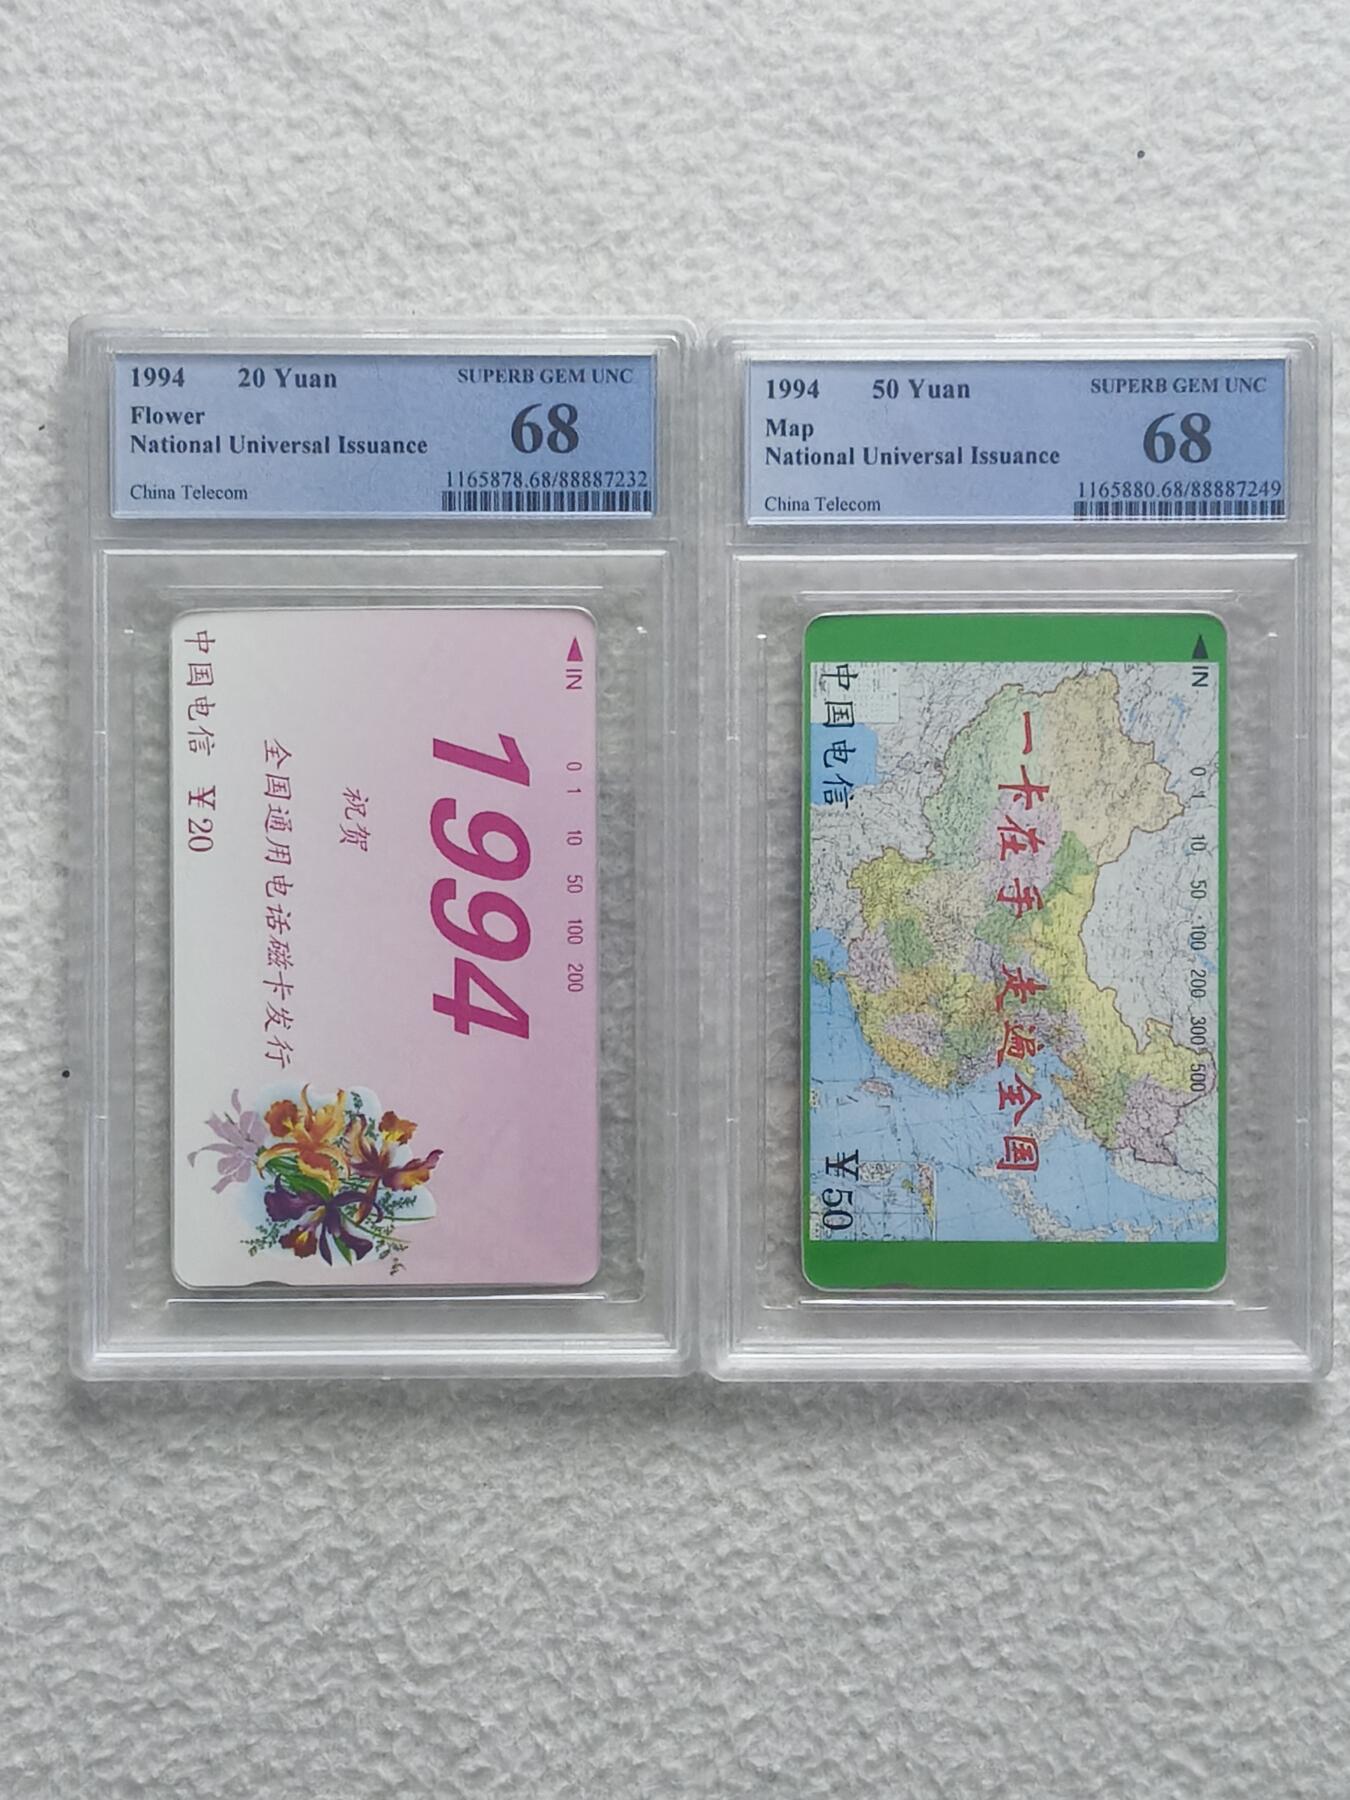 1994 20 Yuan SUPERB GEM UNC
Flower
68
National Universal Issuance
1165878.68/88887232
China Telecom
◀IN 0 1 10 50 100 200
1994
祝贺
全国通用电话磁卡发行
中国电信 ¥20
1994 50 Yuan SUPERB GEM UNC
Map
68
National Universal Issuance
1165880.68/88887249
China Telecom
◀IN 0 1 10 50 100 200 300 500
一卡在手 走遍全国
中国电信 ¥50